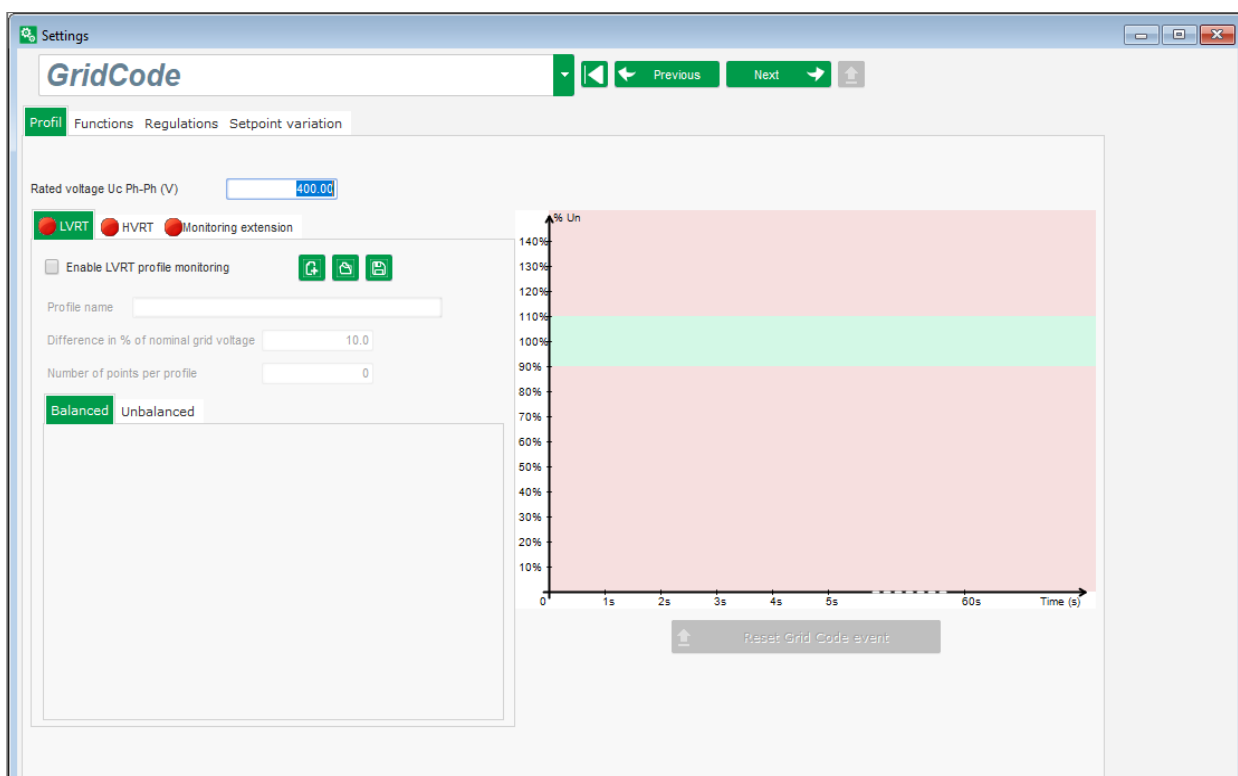 Settings
GridCode
Previous
Next
Profil Functions Regulations Setpoint variation
Rated voltage Uc Ph-Ph (V) 400.00
LVRT HVRT Monitoring extension
Enable LVRT profile monitoring
Profile name
Difference in % of nominal grid voltage 10.0
Number of points per profile 0
Balanced Unbalanced
% Un
140%
130%
120%
110%
100%
90%
80%
70%
60%
50%
40%
30%
20%
10%
0 1s 2s 3s 4s 5s 60s Time (s)
Reset Grid Code event